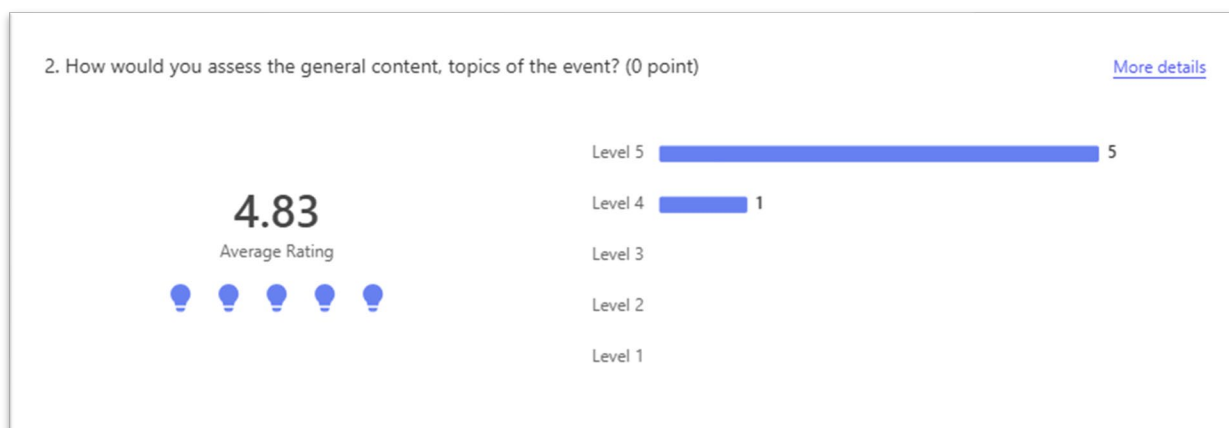 2. How would you assess the general content, topics of the event? (0 point)
More details
4.83
Average Rating
Level 5 5
Level 4 1
Level 3
Level 2
Level 1